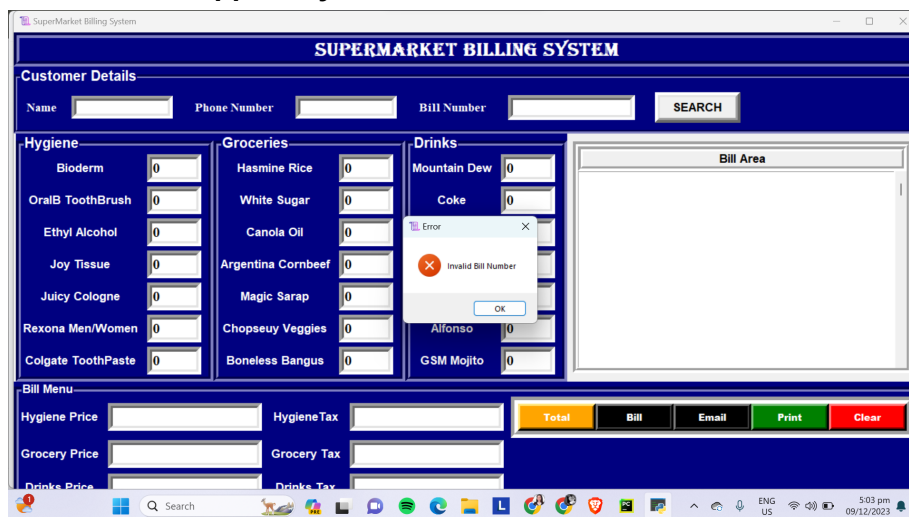 SuperMarket Billing System
SUPERMARKET BILLING SYSTEM
Customer Details
Name Phone Number Bill Number SEARCH
Hygiene Groceries Drinks
Bill Area
Bioderm 0 Hasmine Rice 0 Mountain Dew 0
OralB ToothBrush 0 White Sugar 0 Coke 0
Ethyl Alcohol 0 Canola Oil 0
Error
Joy Tissue 0 Argentina Cornbeef 0
Invalid Bill Number
Juicy Cologne 0 Magic Sarap 0
OK
Rexona Men/Women 0 Chopseuy Veggies 0 Alfonso 0
Colgate ToothPaste 0 Boneless Bangus 0 GSM Mojito 0
Bill Menu
Hygiene Price HygieneTax Total Bill Email Print Clear
Grocery Price Grocery Tax
Drinks Price Drinks Tax
Search
ENG
US
5:03 pm
09/12/2023